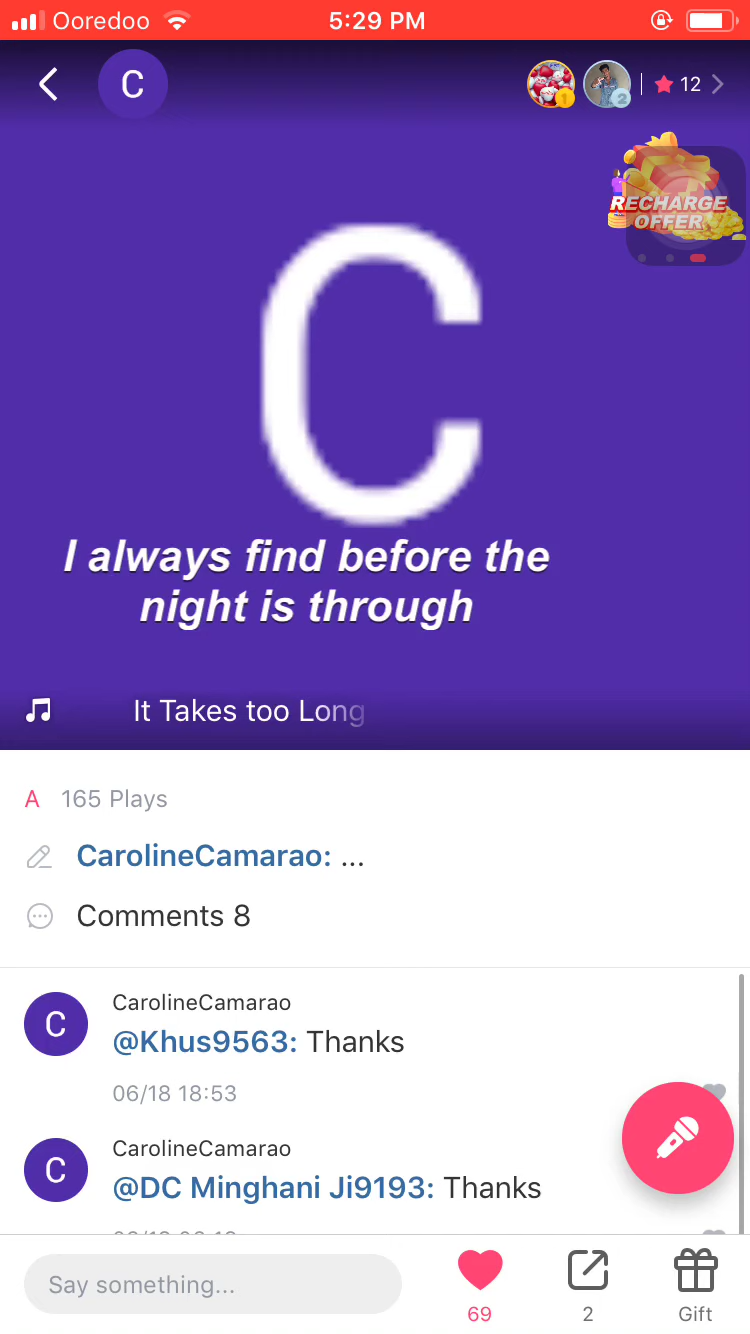 Ooredoo 5:29 PM
C
1 2 12
RECHARGE
OFFER
C
I always find before the
night is through
It Takes too Long
A 165 Plays
CarolineCamarao: ...
Comments 8
CarolineCamarao
C
@Khus9563: Thanks
06/18 18:53
CarolineCamarao
C
@DC Minghani Ji9193: Thanks
Say something...
69 2 Gift